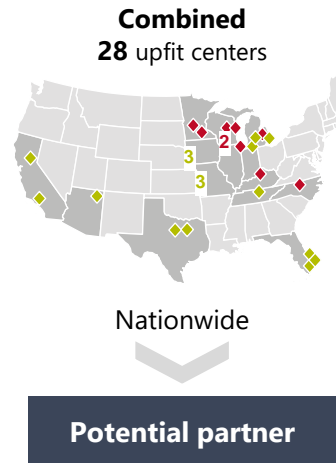 Combined
28 upfit centers
2
3
3
Nationwide
Potential partner